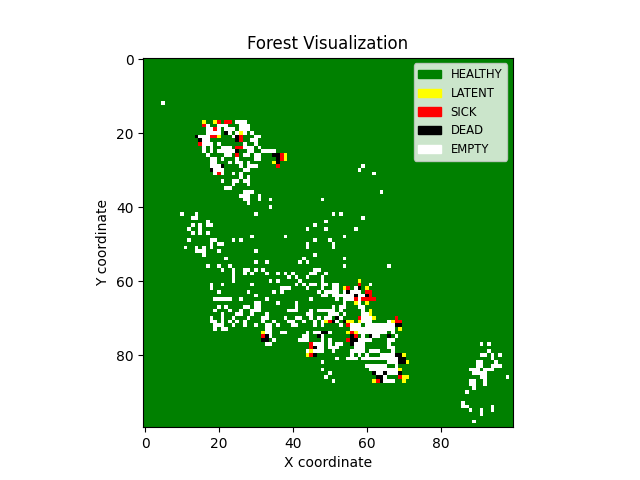 Forest Visualization
HEALTHY
LATENT
SICK
DEAD
EMPTY
0
20
40
60
80
Y coordinate
0
20
40
60
80
X coordinate